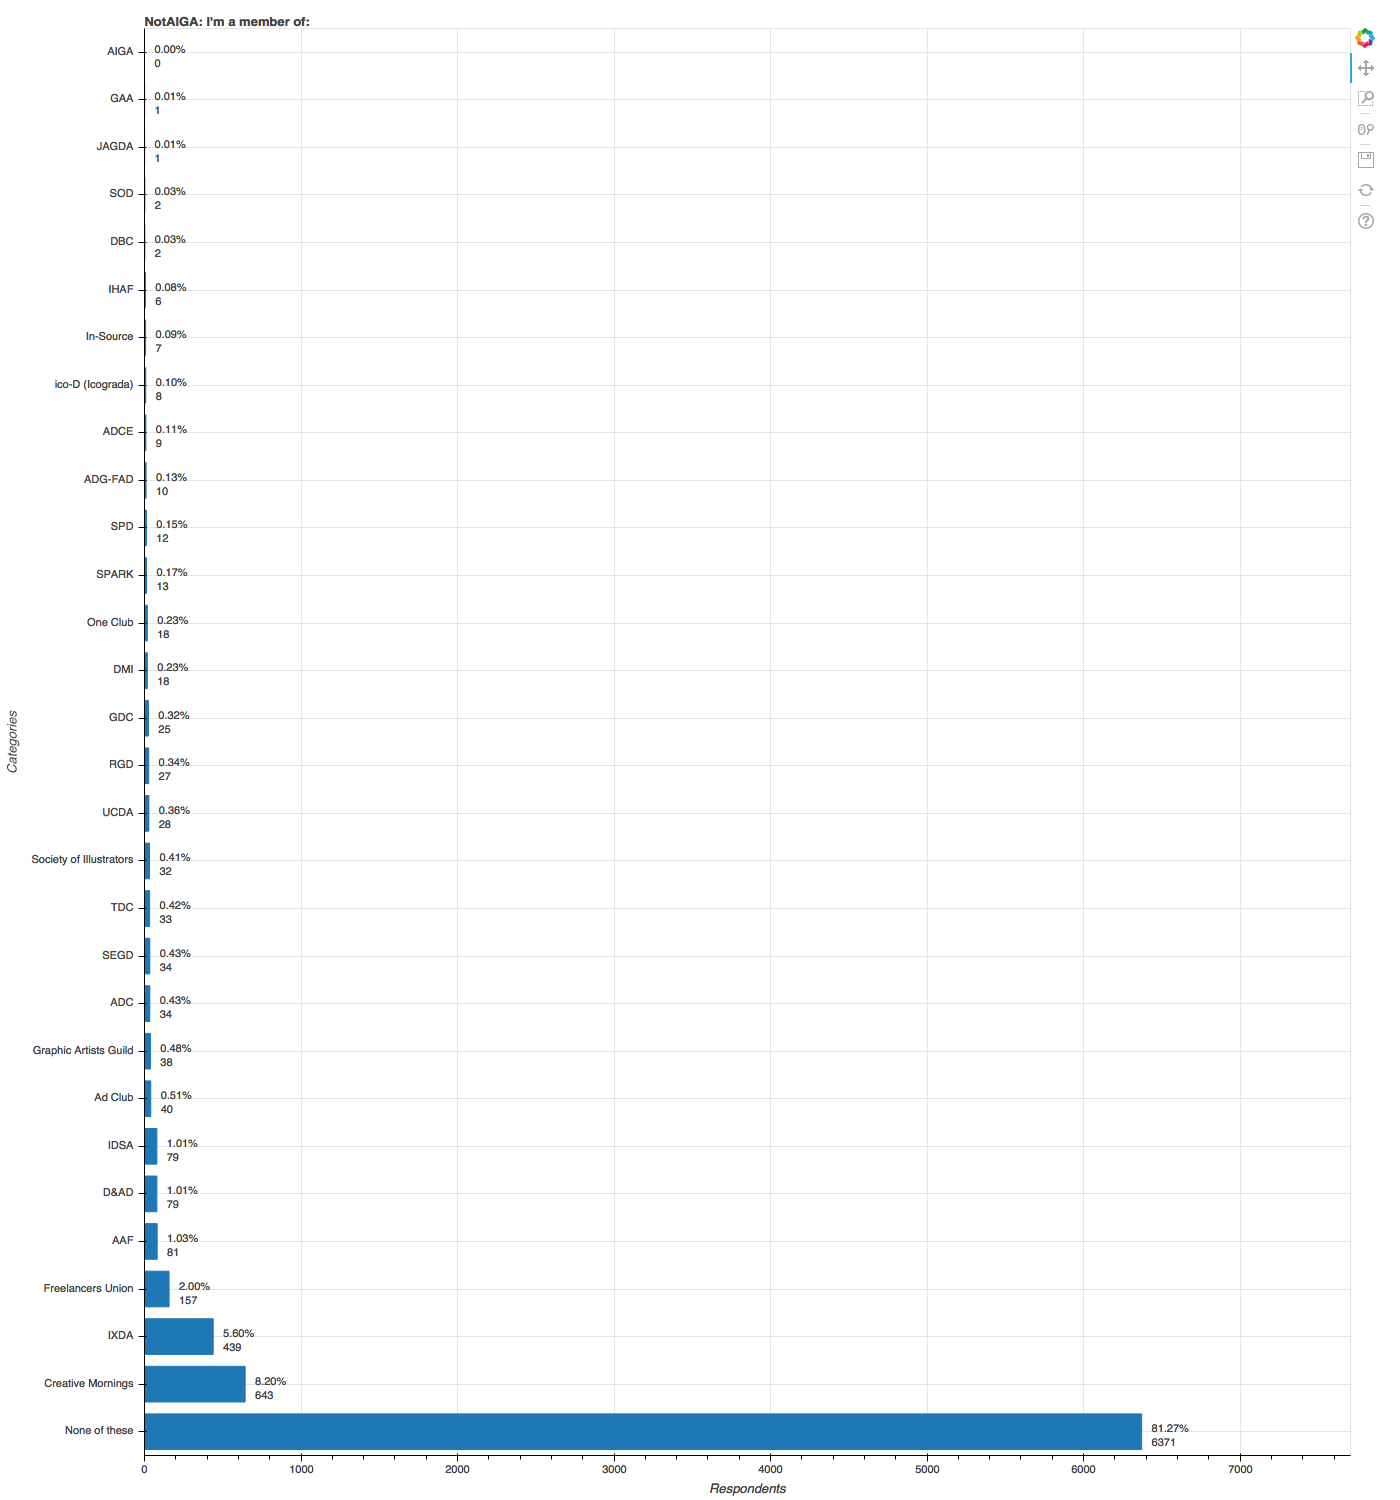 NotAIGA: I'm a member of:
AIGA
0.00%
0
GAA
0.01%
1
JAGDA
0.01%
1
SOD
0.03%
2
DBC
0.03%
2
IHAF
0.08%
6
In-Source
0.09%
7
ico-D (Icograda)
0.10%
8
ADCE
0.11%
9
ADG-FAD
0.13%
10
SPD
0.15%
12
SPARK
0.17%
13
One Club
0.23%
18
DMI
0.23%
18
GDC
0.32%
25
RGD
0.34%
27
UCDA
0.36%
28
Society of Illustrators
0.41%
32
TDC
0.42%
33
SEGD
0.43%
34
ADC
0.43%
34
Graphic Artists Guild
0.48%
38
Ad Club
0.51%
40
IDSA
1.01%
79
D&AD
1.01%
79
AAF
1.03%
81
Freelancers Union
2.00%
157
IXDA
5.60%
439
Creative Mornings
8.20%
643
None of these
81.27%
6371
Categories
0 1000 2000 3000 4000 5000 6000 7000
Respondents